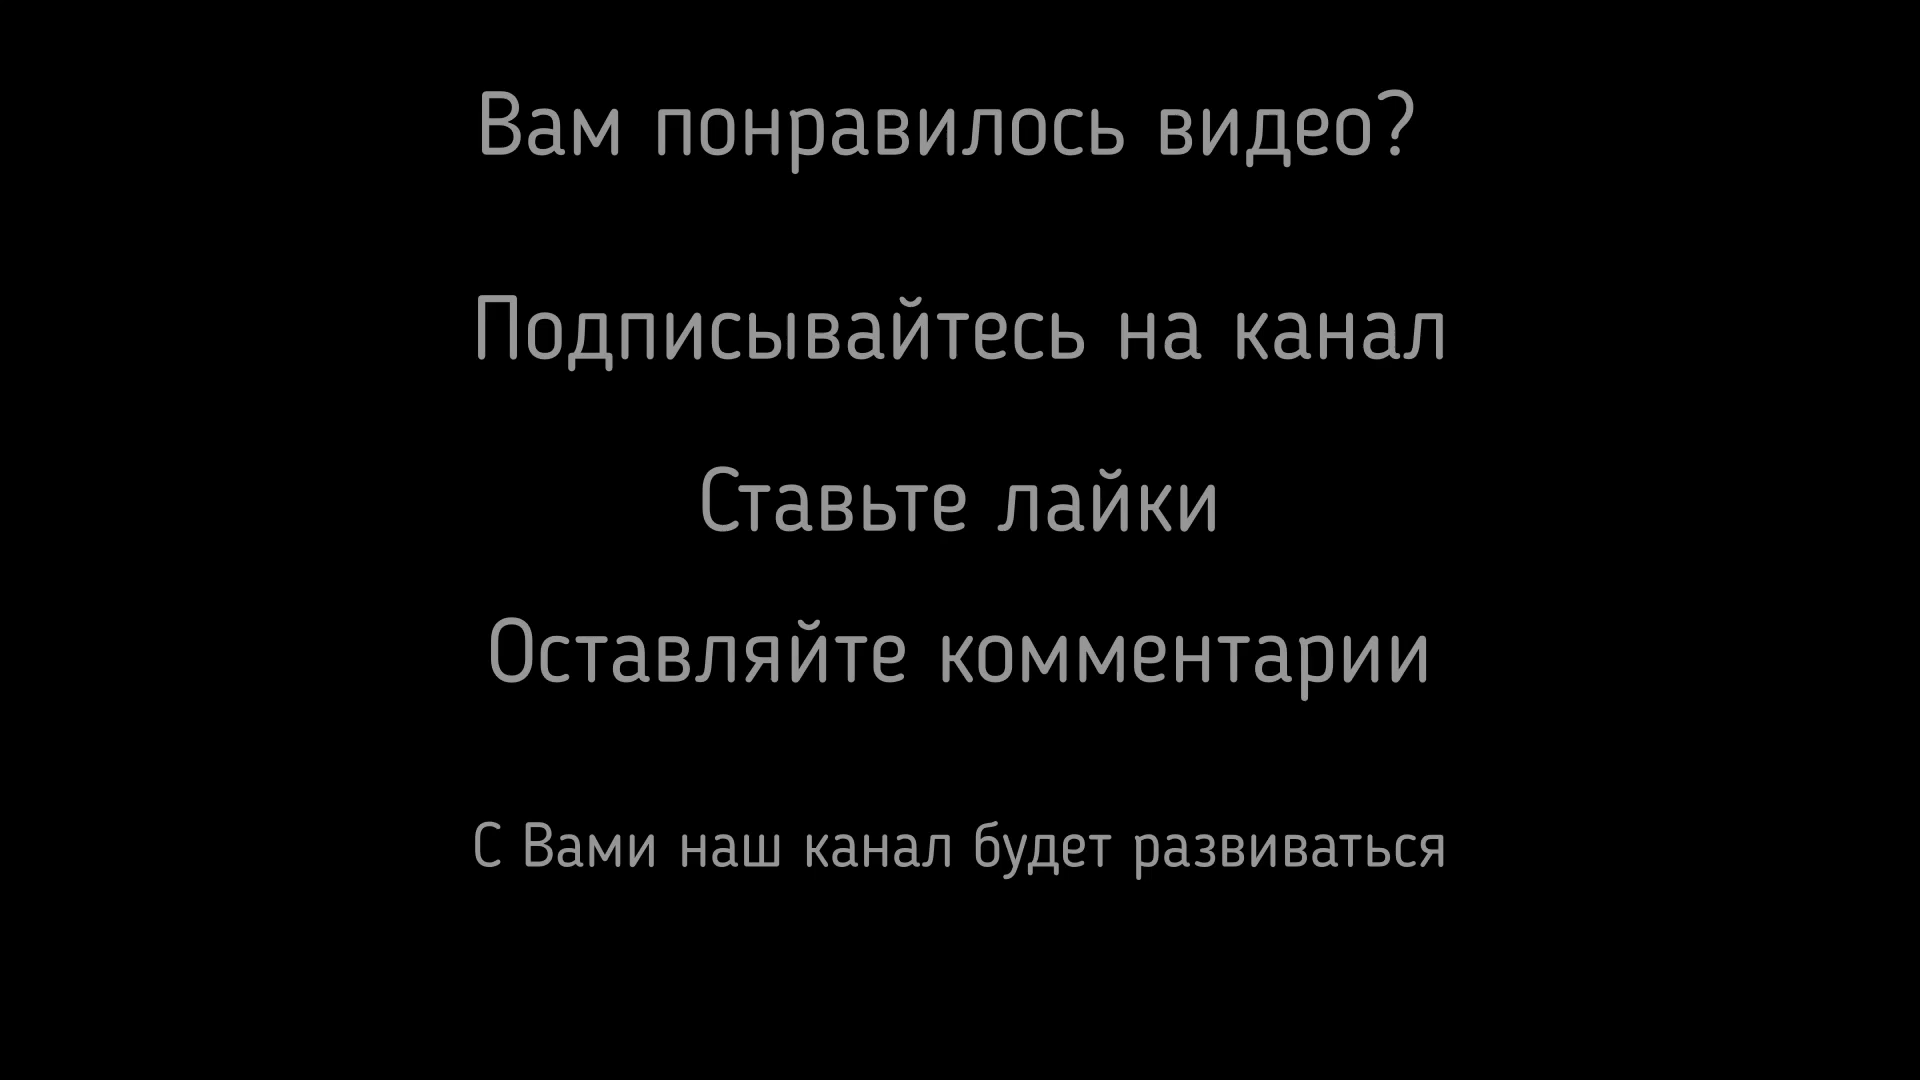 Вам понравилось видео?
Подписывайтесь на канал
Ставьте лайки
Оставляйте комментарии
С Вами наш канал будет развиваться